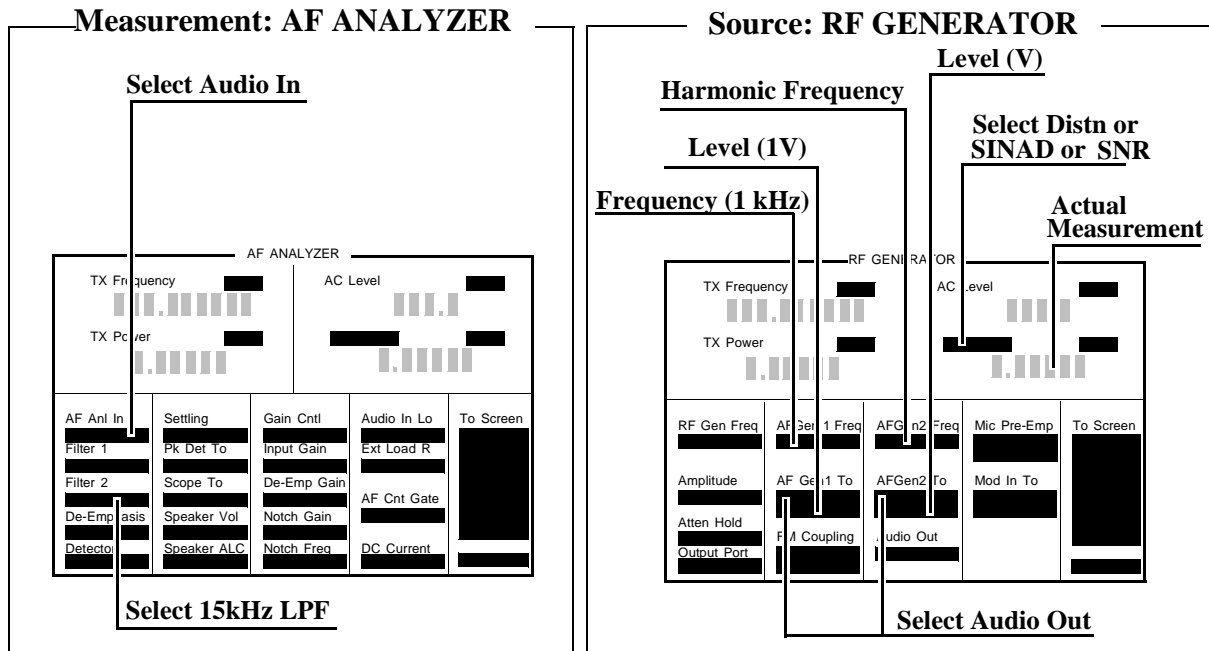 Measurement: AF ANALYZER
Select Audio In
AF ANALYZER
TX Frequency
AC Level
TX Power
AF Anl In
Settling
Gain Cntl
Audio In Lo
To Screen
Filter 1
Pk Det To
Input Gain
Ext Load R
Filter 2
Scope To
De-Emp Gain
AF Cnt Gate
De-Emphasis
Speaker Vol
Notch Gain
Detector
Speaker ALC
Notch Freq
DC Current
Select 15kHz LPF
Source: RF GENERATOR
Level (V)
Harmonic Frequency
Select Distn or
SINAD or SNR
Level (1V)
Frequency (1 kHz)
Actual
Measurement
RF GENERATOR
TX Frequency
AC Level
TX Power
RF Gen Freq
AFGen1 Freq
AFGen2 Freq
Mic Pre-Emp
To Screen
Amplitude
AF Gen1 To
AFGen2 To
Mod In To
Atten Hold
FM Coupling
Audio Out
Output Port
Select Audio Out